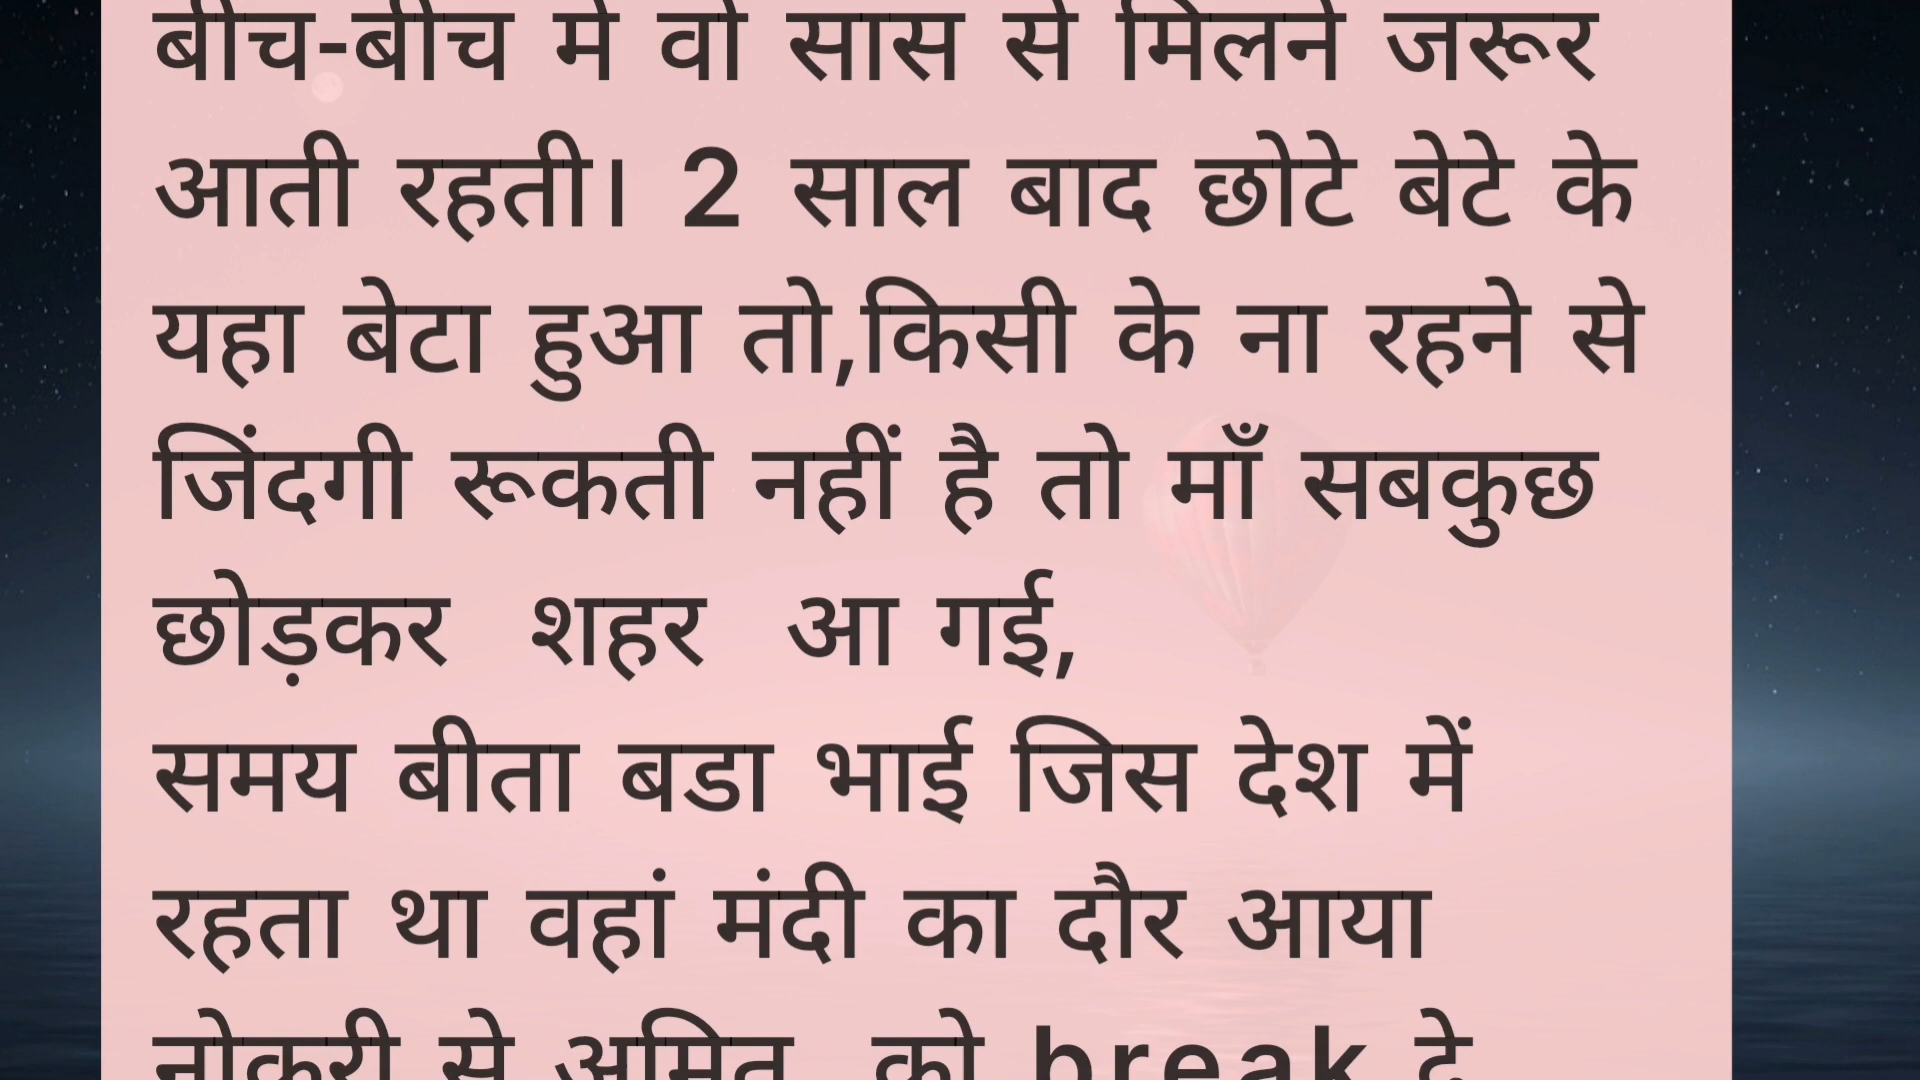 बीच-बीच में वो सास से मिलने जरूर
आती रहती। 2 साल बाद छोटे बेटे के
यहा बेटा हुआ तो,किसी के ना रहने से
जिंदगी रूकती नहीं है तो माँ सबकुछ
छोड़कर शहर आ गई,
समय बीता बडा भाई जिस देश में
रहता था वहां मंदी का दौर आया
नोकरी से अमित को break दे